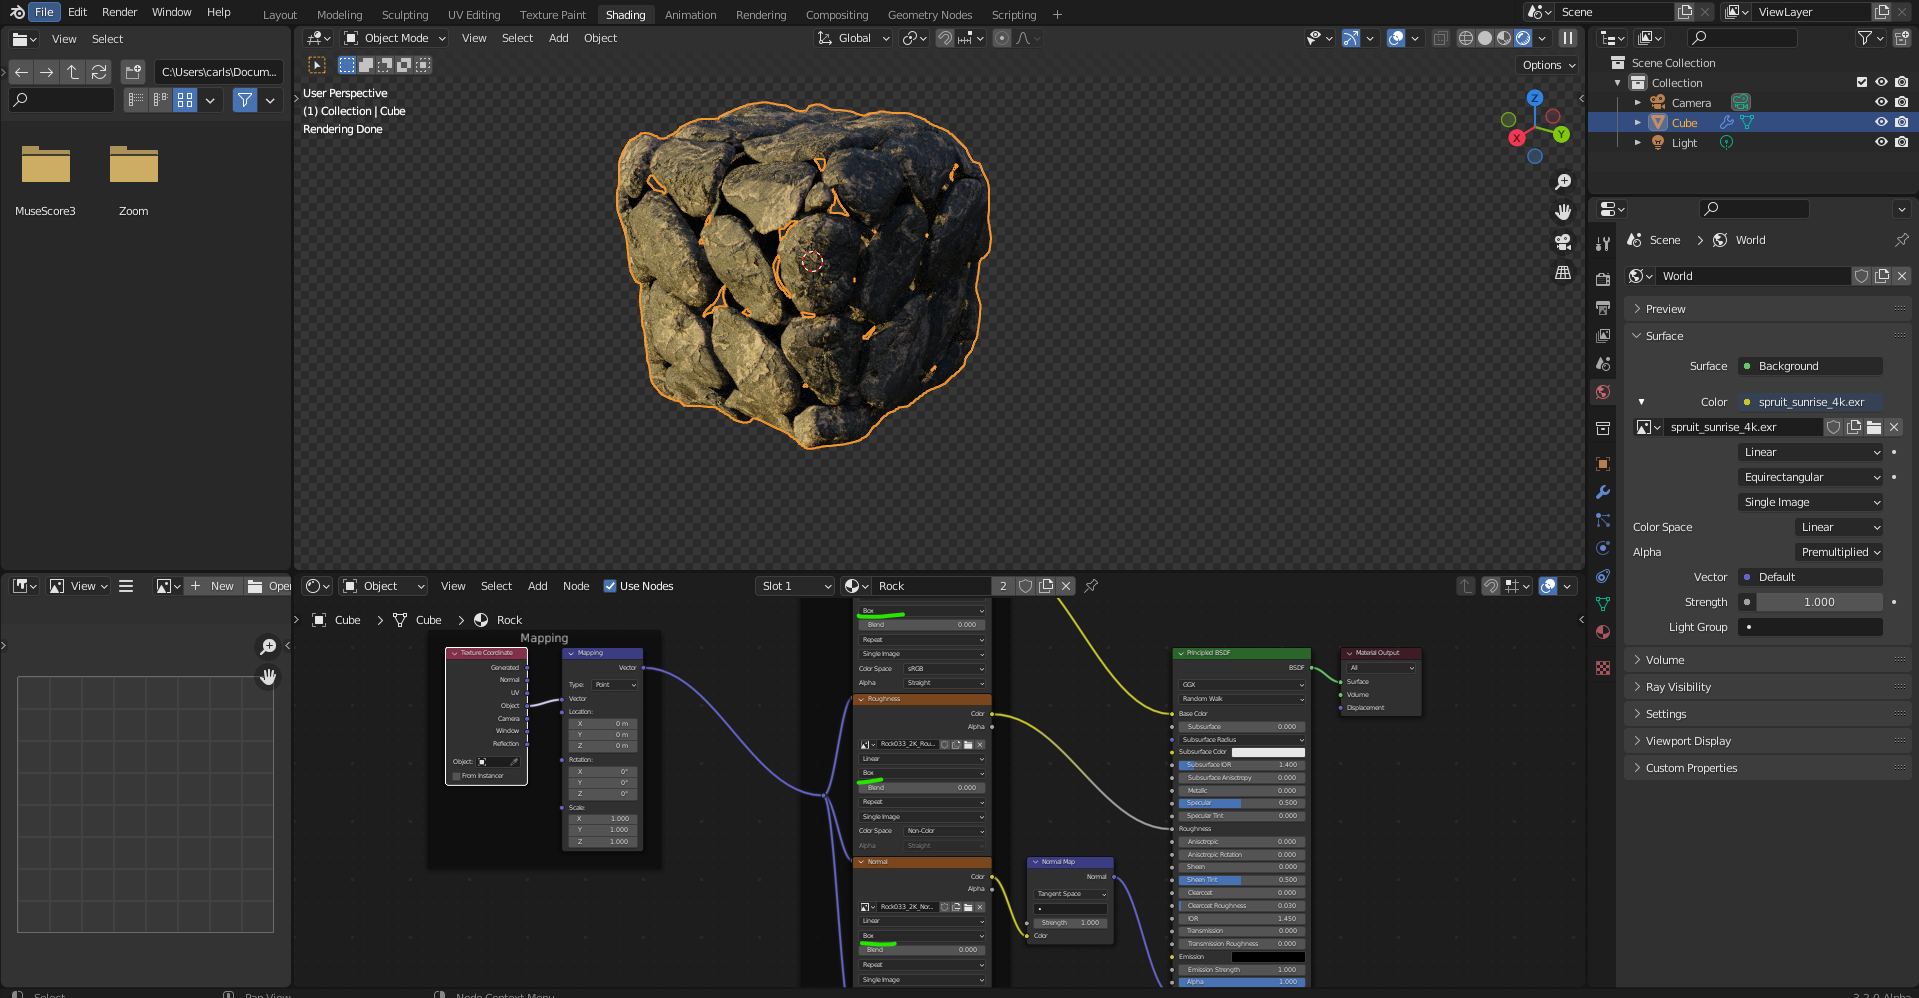 File Edit Render Window Help
Layout Modeling Sculpting UV Editing Texture Paint Shading Animation Rendering Compositing Geometry Nodes Scripting +
Scene
ViewLayer
View Select
Object Mode View Select Add Object
Global
C:\Users\carls\Docum...
Options
MuseScore3
Zoom
User Perspective
(1) Collection | Cube
Rendering Done
Z
X
Y
Scene Collection
Collection
Camera
Cube
Light
Scene > World
World
Preview
Surface
Surface Background
Color spruit_sunrise_4k.exr
spruit_sunrise_4k.exr
Linear
Equirectangular
Single Image
Color Space Linear
Alpha Premultiplied
Vector Default
Strength 1.000
Light Group
Volume
Ray Visibility
Settings
Viewport Display
Custom Properties
View
New
Ope
Object View Select Add Node Use Nodes
Slot 1
Rock 2
Cube > Cube > Rock
Mapping
Texture Coordinate
Generated
Normal
UV
Object
Camera
Window
Reflection
Object:
From Instancer
Mapping
Vector
Type: Point
Vector
Location:
X 0 m
Y 0 m
Z 0 m
Rotation:
X 0°
Y 0°
Z 0°
Scale:
X 1.000
Y 1.000
Z 1.000
Box
Blend 0.000
Repeat
Single Image
Color Space sRGB
Alpha Straight
Roughness
Color
Alpha
Rock033_2K_Rou...
Linear
Box
Blend 0.000
Repeat
Single Image
Color Space Non-Color
Alpha Straight
Normal
Color
Alpha
Rock033_2K_Nor...
Linear
Box
Blend 0.000
Repeat
Single Image
Normal Map
Normal
Tangent Space
Strength 1.000
Color
Principled BSDF
BSDF
GGX
Random Walk
Base Color
Subsurface 0.000
Subsurface Radius
Subsurface Color
Subsurface IOR 1.400
Subsurface Anisotropy 0.000
Metallic 0.000
Specular 0.500
Specular Tint 0.000
Roughness
Anisotropic 0.000
Anisotropic Rotation 0.000
Sheen 0.000
Sheen Tint 0.500
Clearcoat 0.000
Clearcoat Roughness 0.030
IOR 1.450
Transmission 0.000
Transmission Roughness 0.000
Emission
Emission Strength 1.000
Alpha 1.000
Material Output
All
Surface
Volume
Displacement
Select
Pan View
Node Context Menu
3.2.0 Alpha